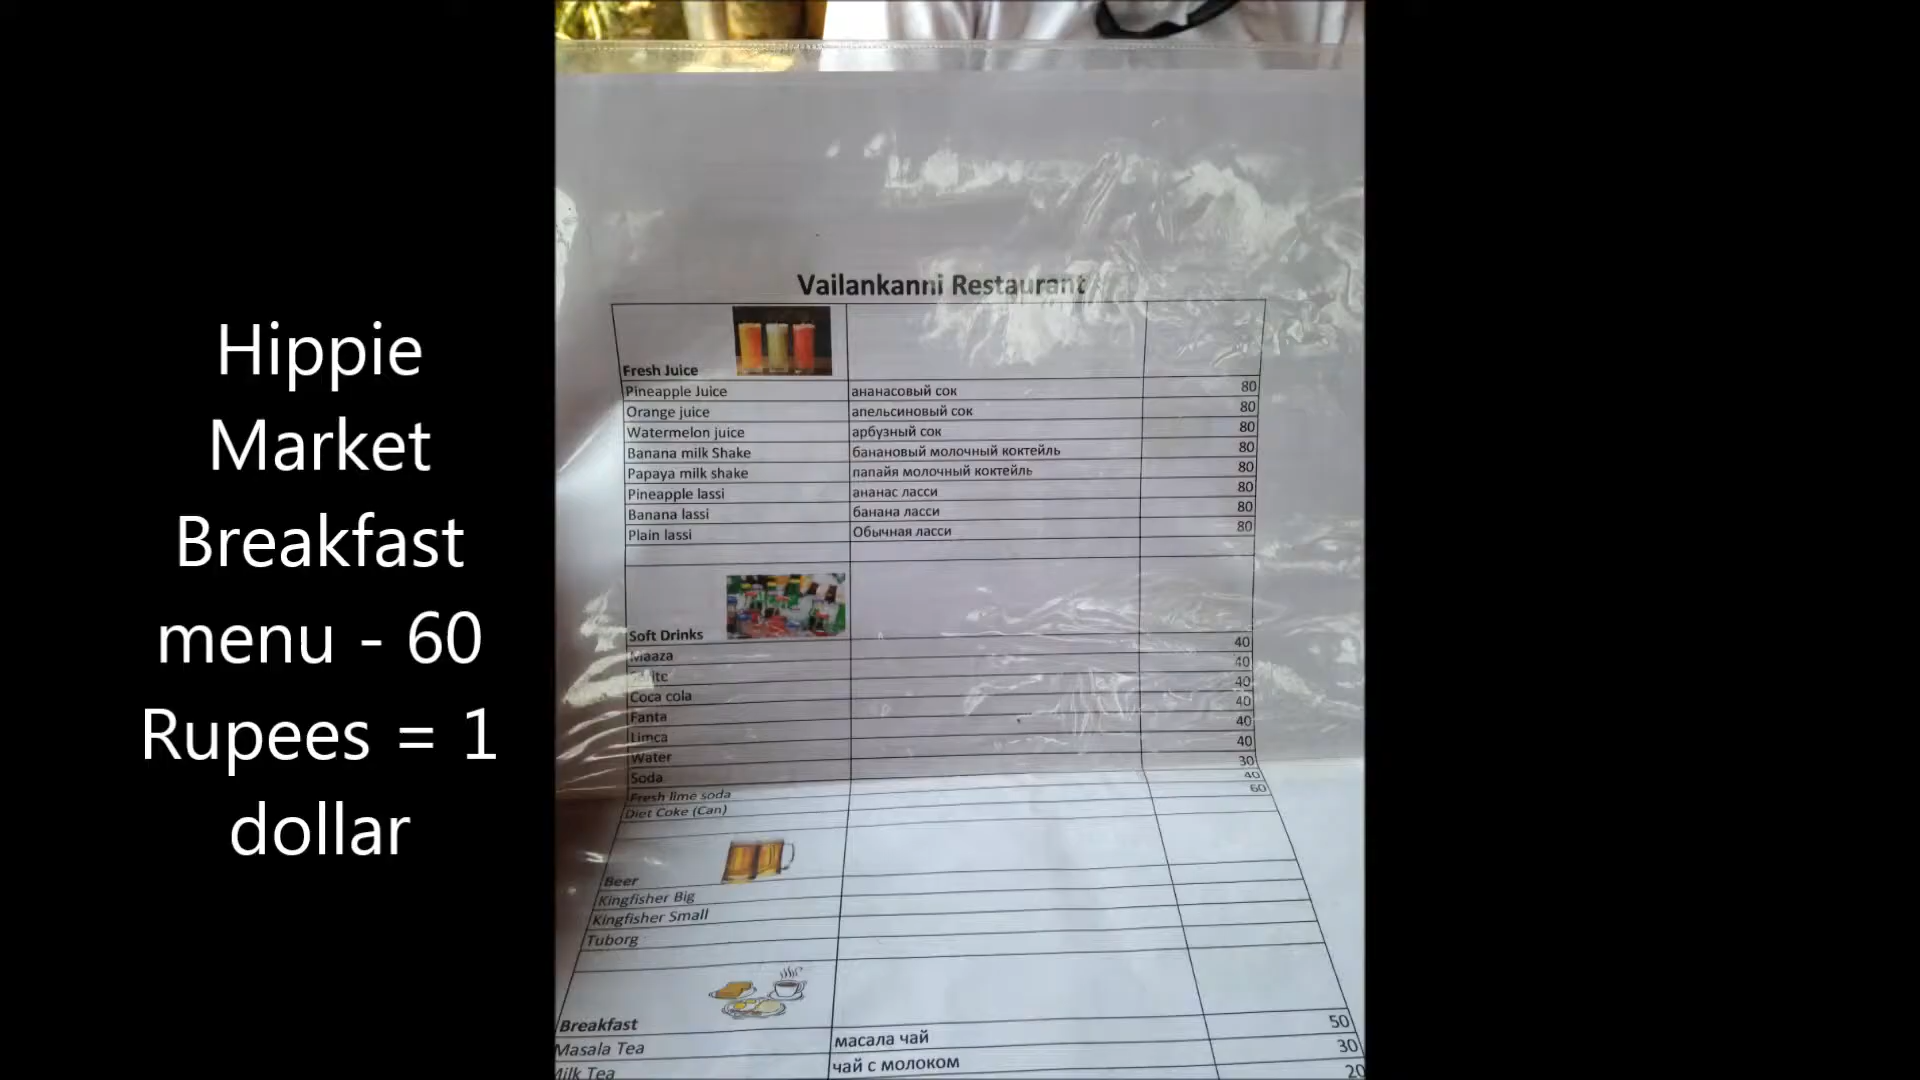 Hippie
Market
Breakfast
menu - 60
Rupees = 1
dollar
Vailankanni Restaurant
Fresh Juice
Pineapple Juice ананасовый сок 80
Orange juice апельсиновый сок 80
Watermelon juice арбузный сок 80
Banana milk Shake банановый молочный коктейль 80
Papaya milk shake папайя молочный коктейль 80
Pineapple lassi ананас ласси 80
Banana lassi банана ласси 80
Plain lassi Обычная ласси 80
Soft Drinks
Maaza 40
40
Coca cola 40
Fanta 40
Limca 40
Water 40
Soda 30
Fresh lime soda 40
Diet Coke (Can) 60
Beer
Kingfisher Big
Kingfisher Small
Tuborg
Breakfast
Masala Tea масала чай 50
Milk Tea чай с молоком 30
20